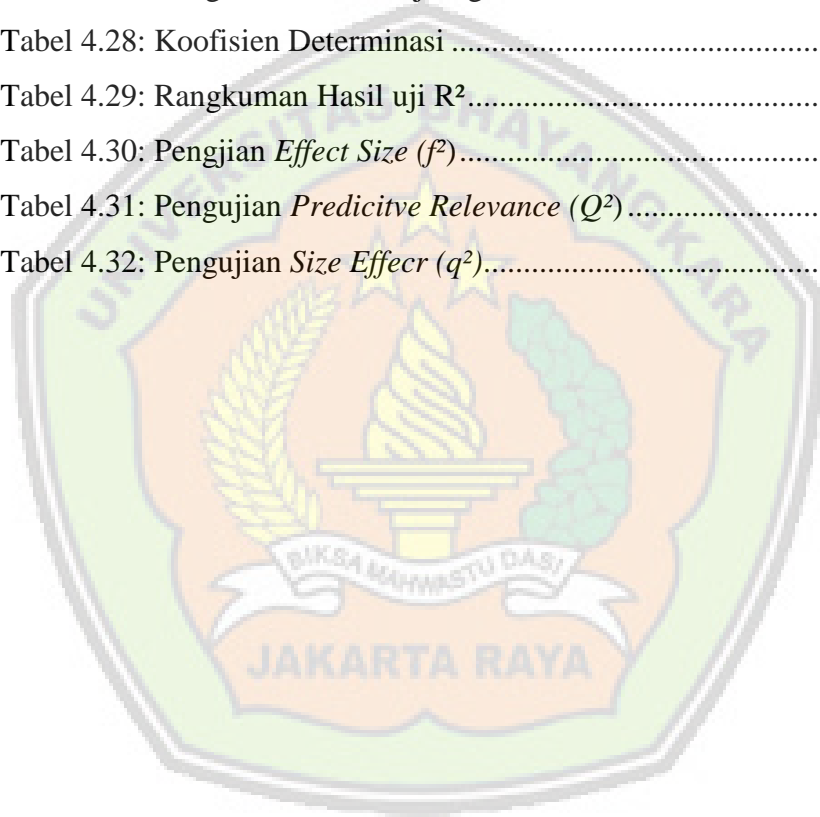 Tabel 4.28: Koofisien Determinasi ............................................
Tabel 4.29: Rangkuman Hasil uji R²............................................
Tabel 4.30: Pengjian Effect Size (f²)............................................
Tabel 4.31: Pengujian Predicitve Relevance (Q²)........................
Tabel 4.32: Pengujian Size Effecr (q²)..........................................
UNIVERSITAS BHAYANGKARA
BIKSA MAHWASTU DASI
JAKARTA RAYA